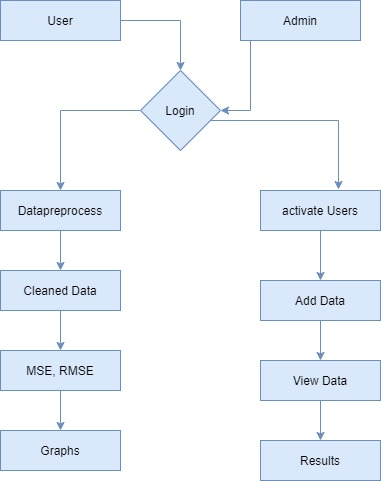 User
Admin
Login
Datapreprocess
activate Users
Cleaned Data
Add Data
MSE, RMSE
View Data
Graphs
Results